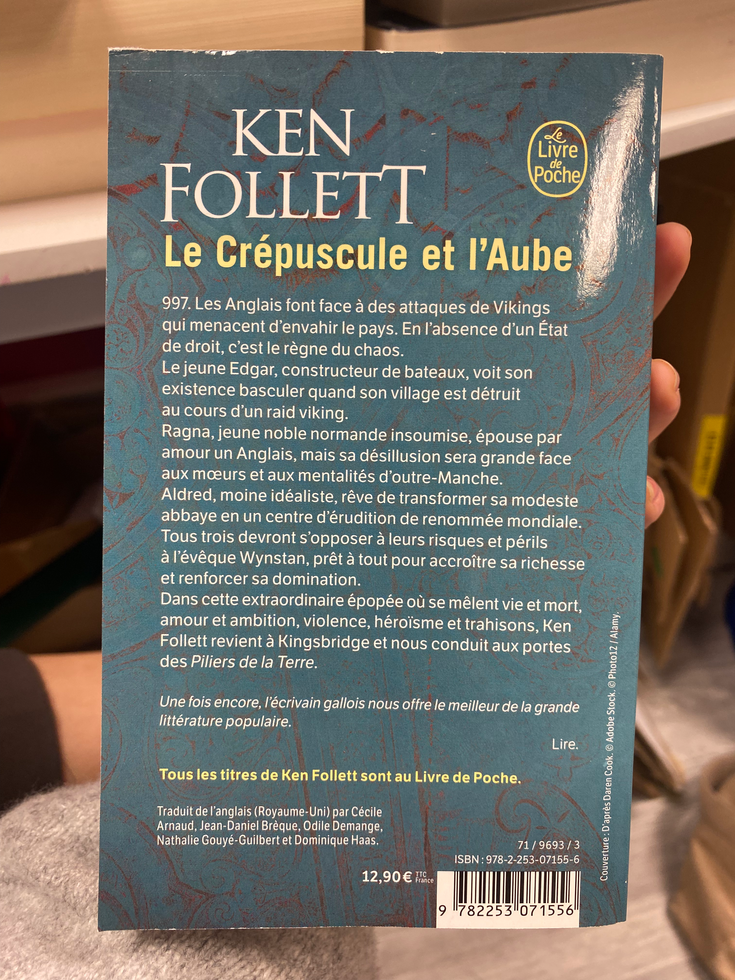 KEN
FOLLETT
Le
Livre
de
Poche
Le Crépuscule et l'Aube
997. Les Anglais font face à des attaques de Vikings
qui menacent d'envahir le pays. En l'absence d'un État
de droit, c'est le règne du chaos.
Le jeune Edgar, constructeur de bateaux, voit son
existence basculer quand son village est détruit
au cours d'un raid viking.
Ragna, jeune noble normande insoumise, épouse par
amour un Anglais, mais sa désillusion sera grande face
aux mœurs et aux mentalités d'outre-Manche.
Aldred, moine idéaliste, rêve de transformer sa modeste
abbaye en un centre d'érudition de renommée mondiale.
Tous trois devront s'opposer à leurs risques et périls
à l'évêque Wynstan, prêt à tout pour accroître sa richesse
et renforcer sa domination.
Dans cette extraordinaire épopée où se mêlent vie et mort,
amour et ambition, violence, héroïsme et trahisons, Ken
Follett revient à Kingsbridge et nous conduit aux portes
des Piliers de la Terre.
Une fois encore, l'écrivain gallois nous offre le meilleur de la grande
littérature populaire.
Lire.
Tous les titres de Ken Follett sont au Livre de Poche.
Traduit de l'anglais (Royaume-Uni) par Cécile
Arnaud, Jean-Daniel Brèque, Odile Demange,
Nathalie Gouyé-Guilbert et Dominique Haas.
71 / 9693 / 3
ISBN : 978-2-253-07155-6
12,90 € TTC
France
9 782253 071556
Couverture : D'après Daren Cook. © Adobe Stock. © Photo12 / Alamy.